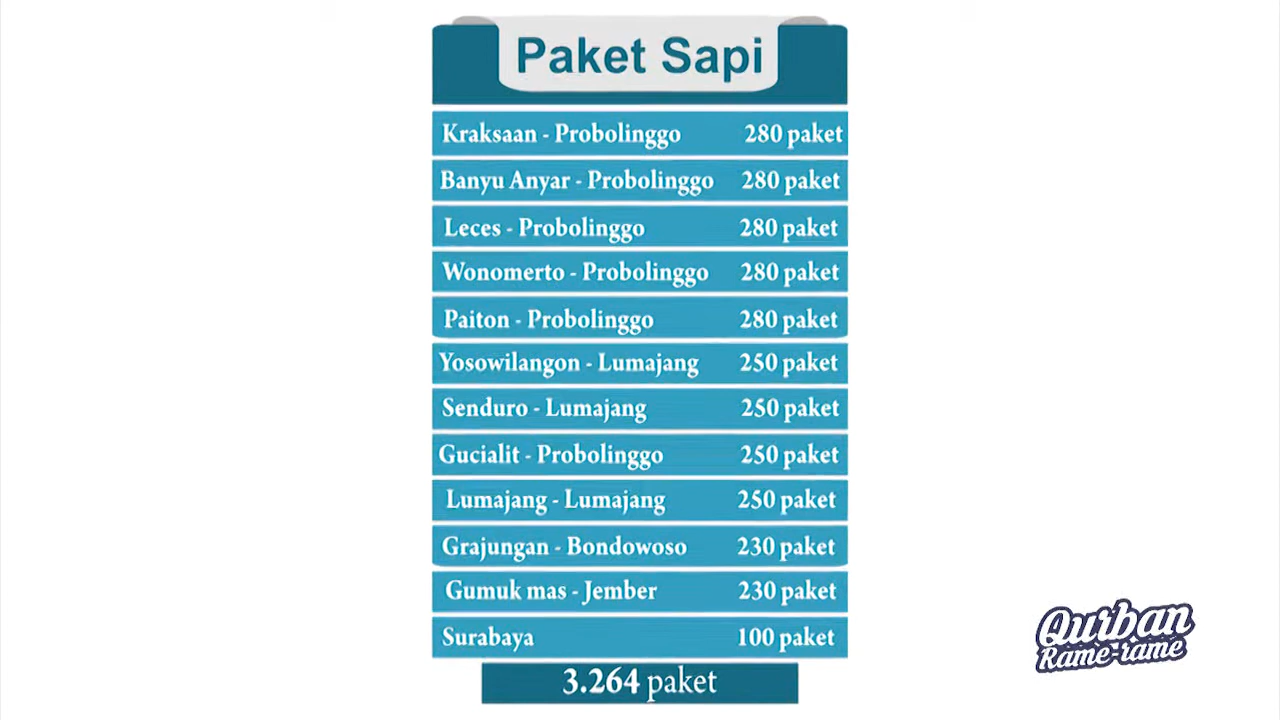 Paket Sapi
Kraksaan - Probolinggo 280 paket
Banyu Anyar - Probolinggo 280 paket
Leces - Probolinggo 280 paket
Wonomerto - Probolinggo 280 paket
Paiton - Probolinggo 280 paket
Yosowilangon - Lumajang 250 paket
Senduro - Lumajang 250 paket
Gucialit - Probolinggo 250 paket
Lumajang - Lumajang 250 paket
Grajungan - Bondowoso 230 paket
Gumuk mas - Jember 230 paket
Surabaya 100 paket
3.264 paket
Qurban
Rame-rame